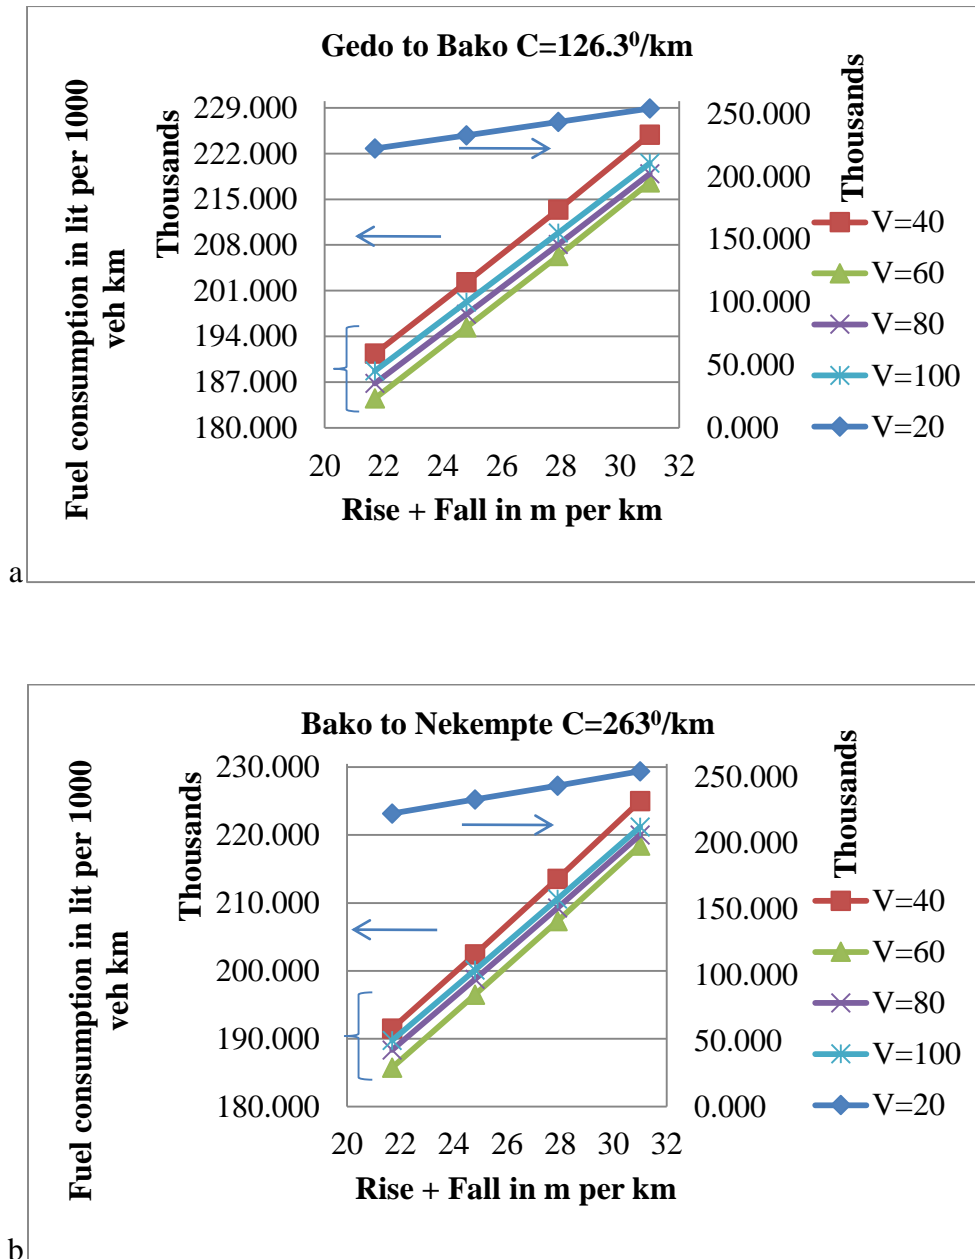 Gedo to Bako C=126.3⁰/km
Fuel consumption in lit per 1000
veh km
Thousands
229.000
222.000
215.000
208.000
201.000
194.000
187.000
180.000
250.000
200.000
150.000
100.000
50.000
0.000
Thousands
V=40
V=60
V=80
V=100
V=20
20 22 24 26 28 30 32
Rise + Fall in m per km
a
Bako to Nekempte C=263⁰/km
Fuel consumption in lit per 1000
veh km
Thousands
230.000
220.000
210.000
200.000
190.000
180.000
250.000
200.000
150.000
100.000
50.000
0.000
Thousands
V=40
V=60
V=80
V=100
V=20
20 22 24 26 28 30 32
Rise + Fall in m per km
b